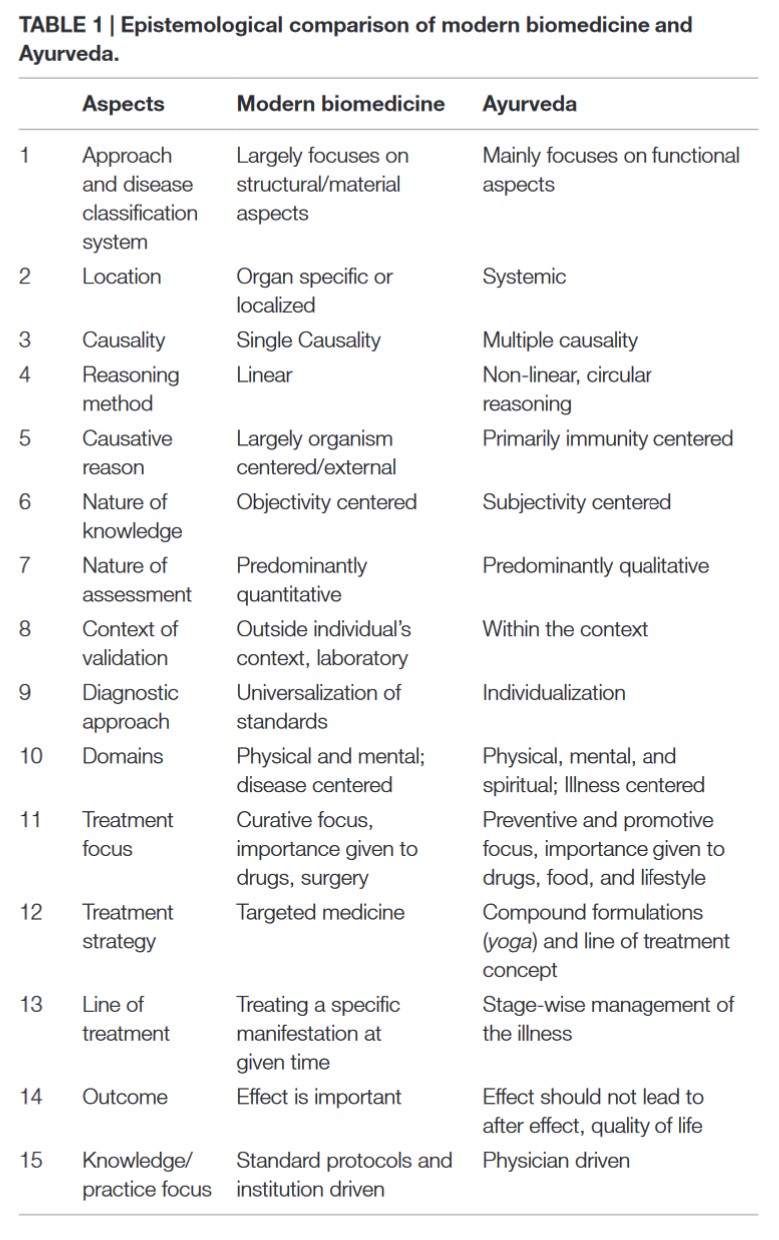 TABLE 1 | Epistemological comparison of modern biomedicine and
Ayurveda.
Aspects Modern biomedicine Ayurveda
1 Approach Largely focuses on Mainly focuses on functional
and disease structural/material aspects
classification aspects
system
2 Location Organ specific or Systemic
localized
3 Causality Single Causality Multiple causality
4 Reasoning Linear Non-linear, circular
method reasoning
5 Causative Largely organism Primarily immunity centered
reason centered/external
6 Nature of Objectivity centered Subjectivity centered
knowledge
7 Nature of Predominantly Predominantly qualitative
assessment quantitative
8 Context of Outside individual’s Within the context
validation context, laboratory
9 Diagnostic Universalization of Individualization
approach standards
10 Domains Physical and mental; Physical, mental, and
disease centered spiritual; Illness centered
11 Treatment Curative focus, Preventive and promotive
focus importance given to focus, importance given to
drugs, surgery drugs, food, and lifestyle
12 Treatment Targeted medicine Compound formulations
strategy (yoga) and line of treatment
concept
13 Line of Treating a specific Stage-wise management of
treatment manifestation at the illness
given time
14 Outcome Effect is important Effect should not lead to
after effect, quality of life
15 Knowledge/ Standard protocols and Physician driven
practice focus institution driven